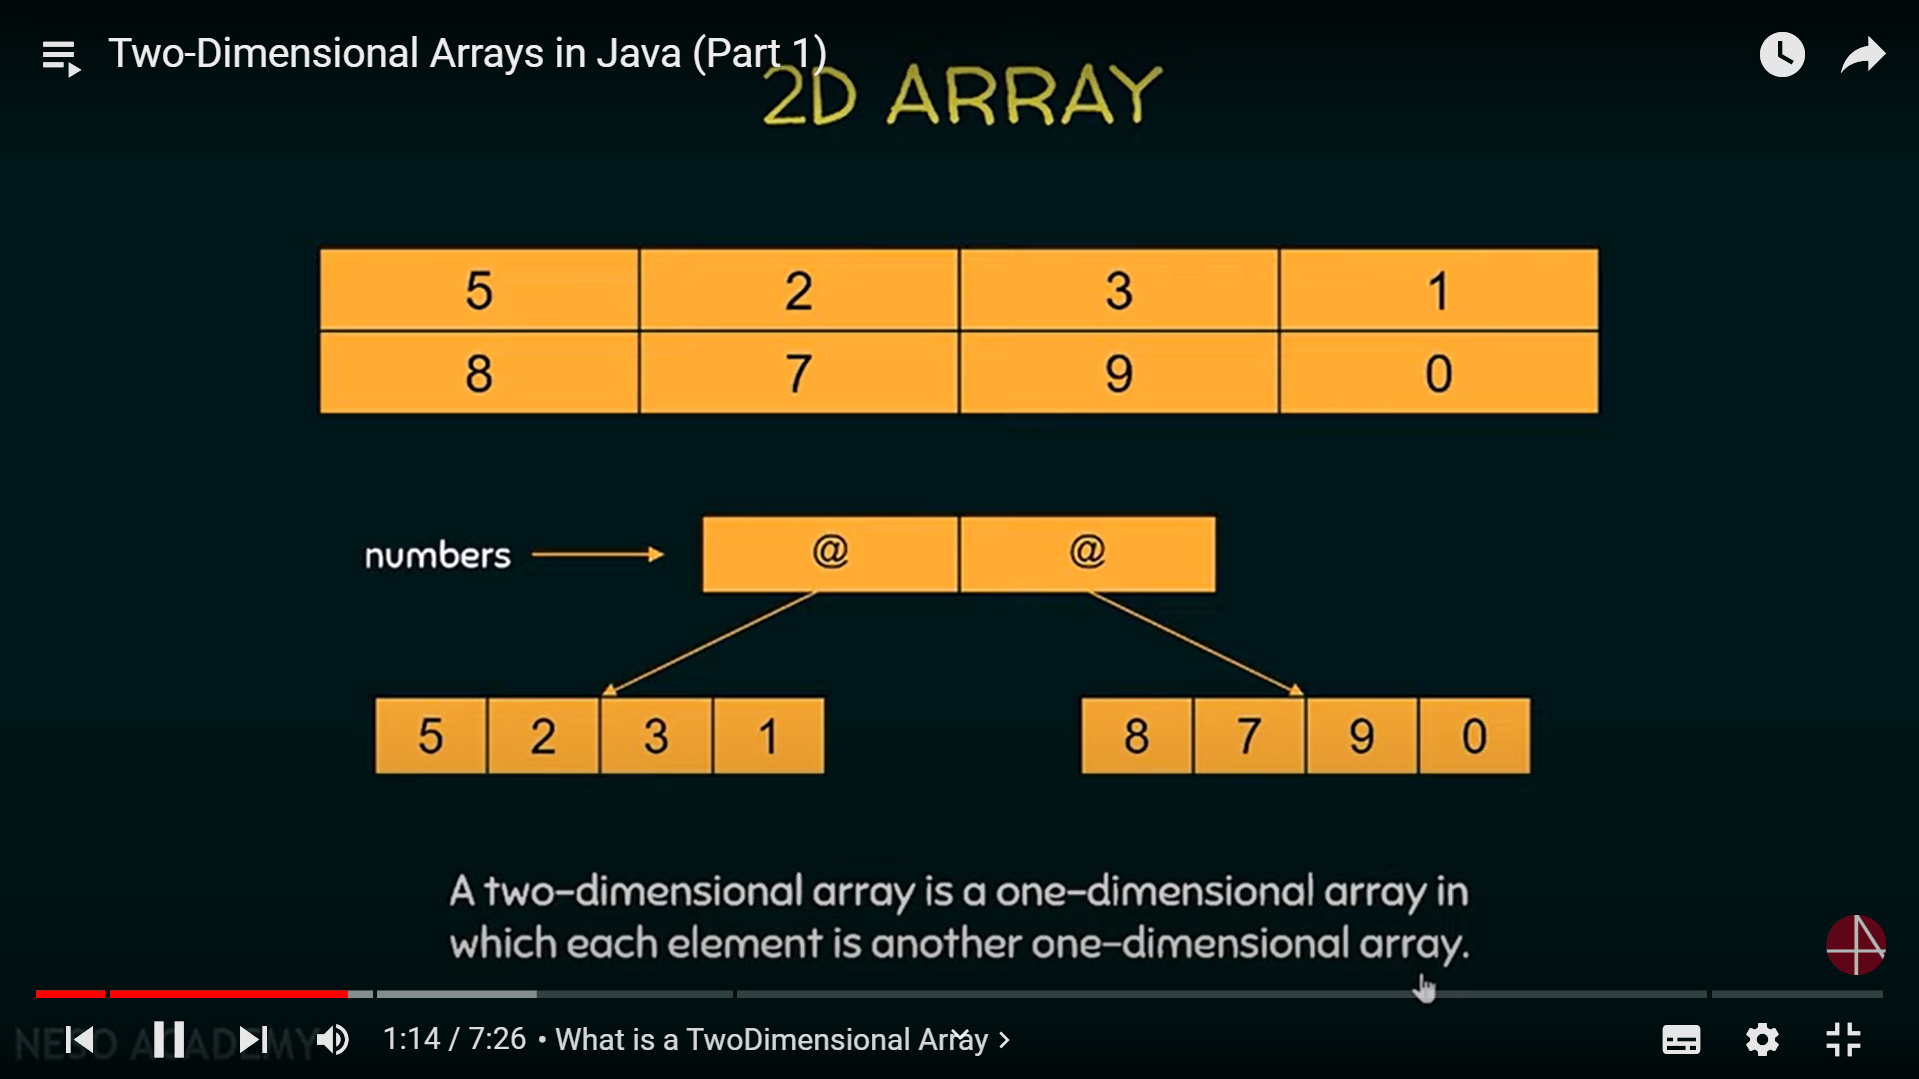 Two-Dimensional Arrays in Java (Part 1)
2D ARRAY
5 2 3 1
8 7 9 0
numbers @ @
5 2 3 1 8 7 9 0
A two-dimensional array is a one-dimensional array in
which each element is another one-dimensional array.
NESO ACADEMY
1:14 / 7:26 • What is a TwoDimensional Array >